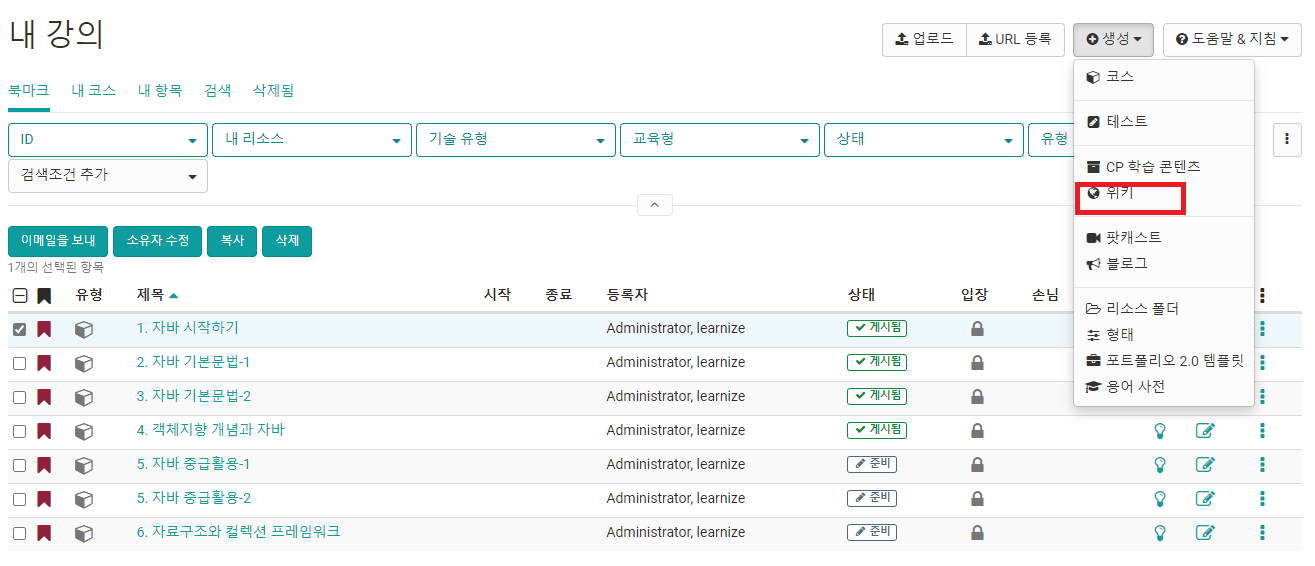 내 강의
업로드 URL 등록 생성 도움말 & 지침
북마크 내 코스 내 항목 검색 삭제됨
ID 내 리소스 기술 유형 교육형 상태 유형
검색조건 추가
코스
테스트
CP 학습 콘텐츠
위키
팟캐스트
블로그
리소스 폴더
형태
포트폴리오 2.0 템플릿
용어 사전
이메일을 보내 소유자 수정 복사 삭제
1개의 선택된 항목
유형 제목 시작 종료 등록자 상태 입장 손님
1. 자바 시작하기 Administrator, learnize 게시됨
2. 자바 기본문법-1 Administrator, learnize 게시됨
3. 자바 기본문법-2 Administrator, learnize 게시됨
4. 객체지향 개념과 자바 Administrator, learnize 게시됨
5. 자바 중급활용-1 Administrator, learnize 준비
5. 자바 중급활용-2 Administrator, learnize 준비
6. 자료구조와 컬렉션 프레임워크 Administrator, learnize 준비